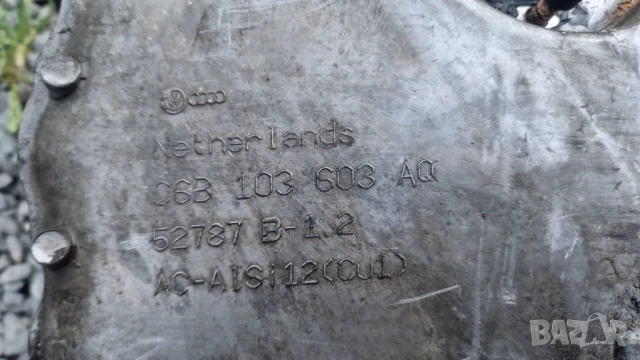 Netherlands
06B 103 603 AQ
52787 B-1.2
AC-AlSi12(Cu1)
BAZAR